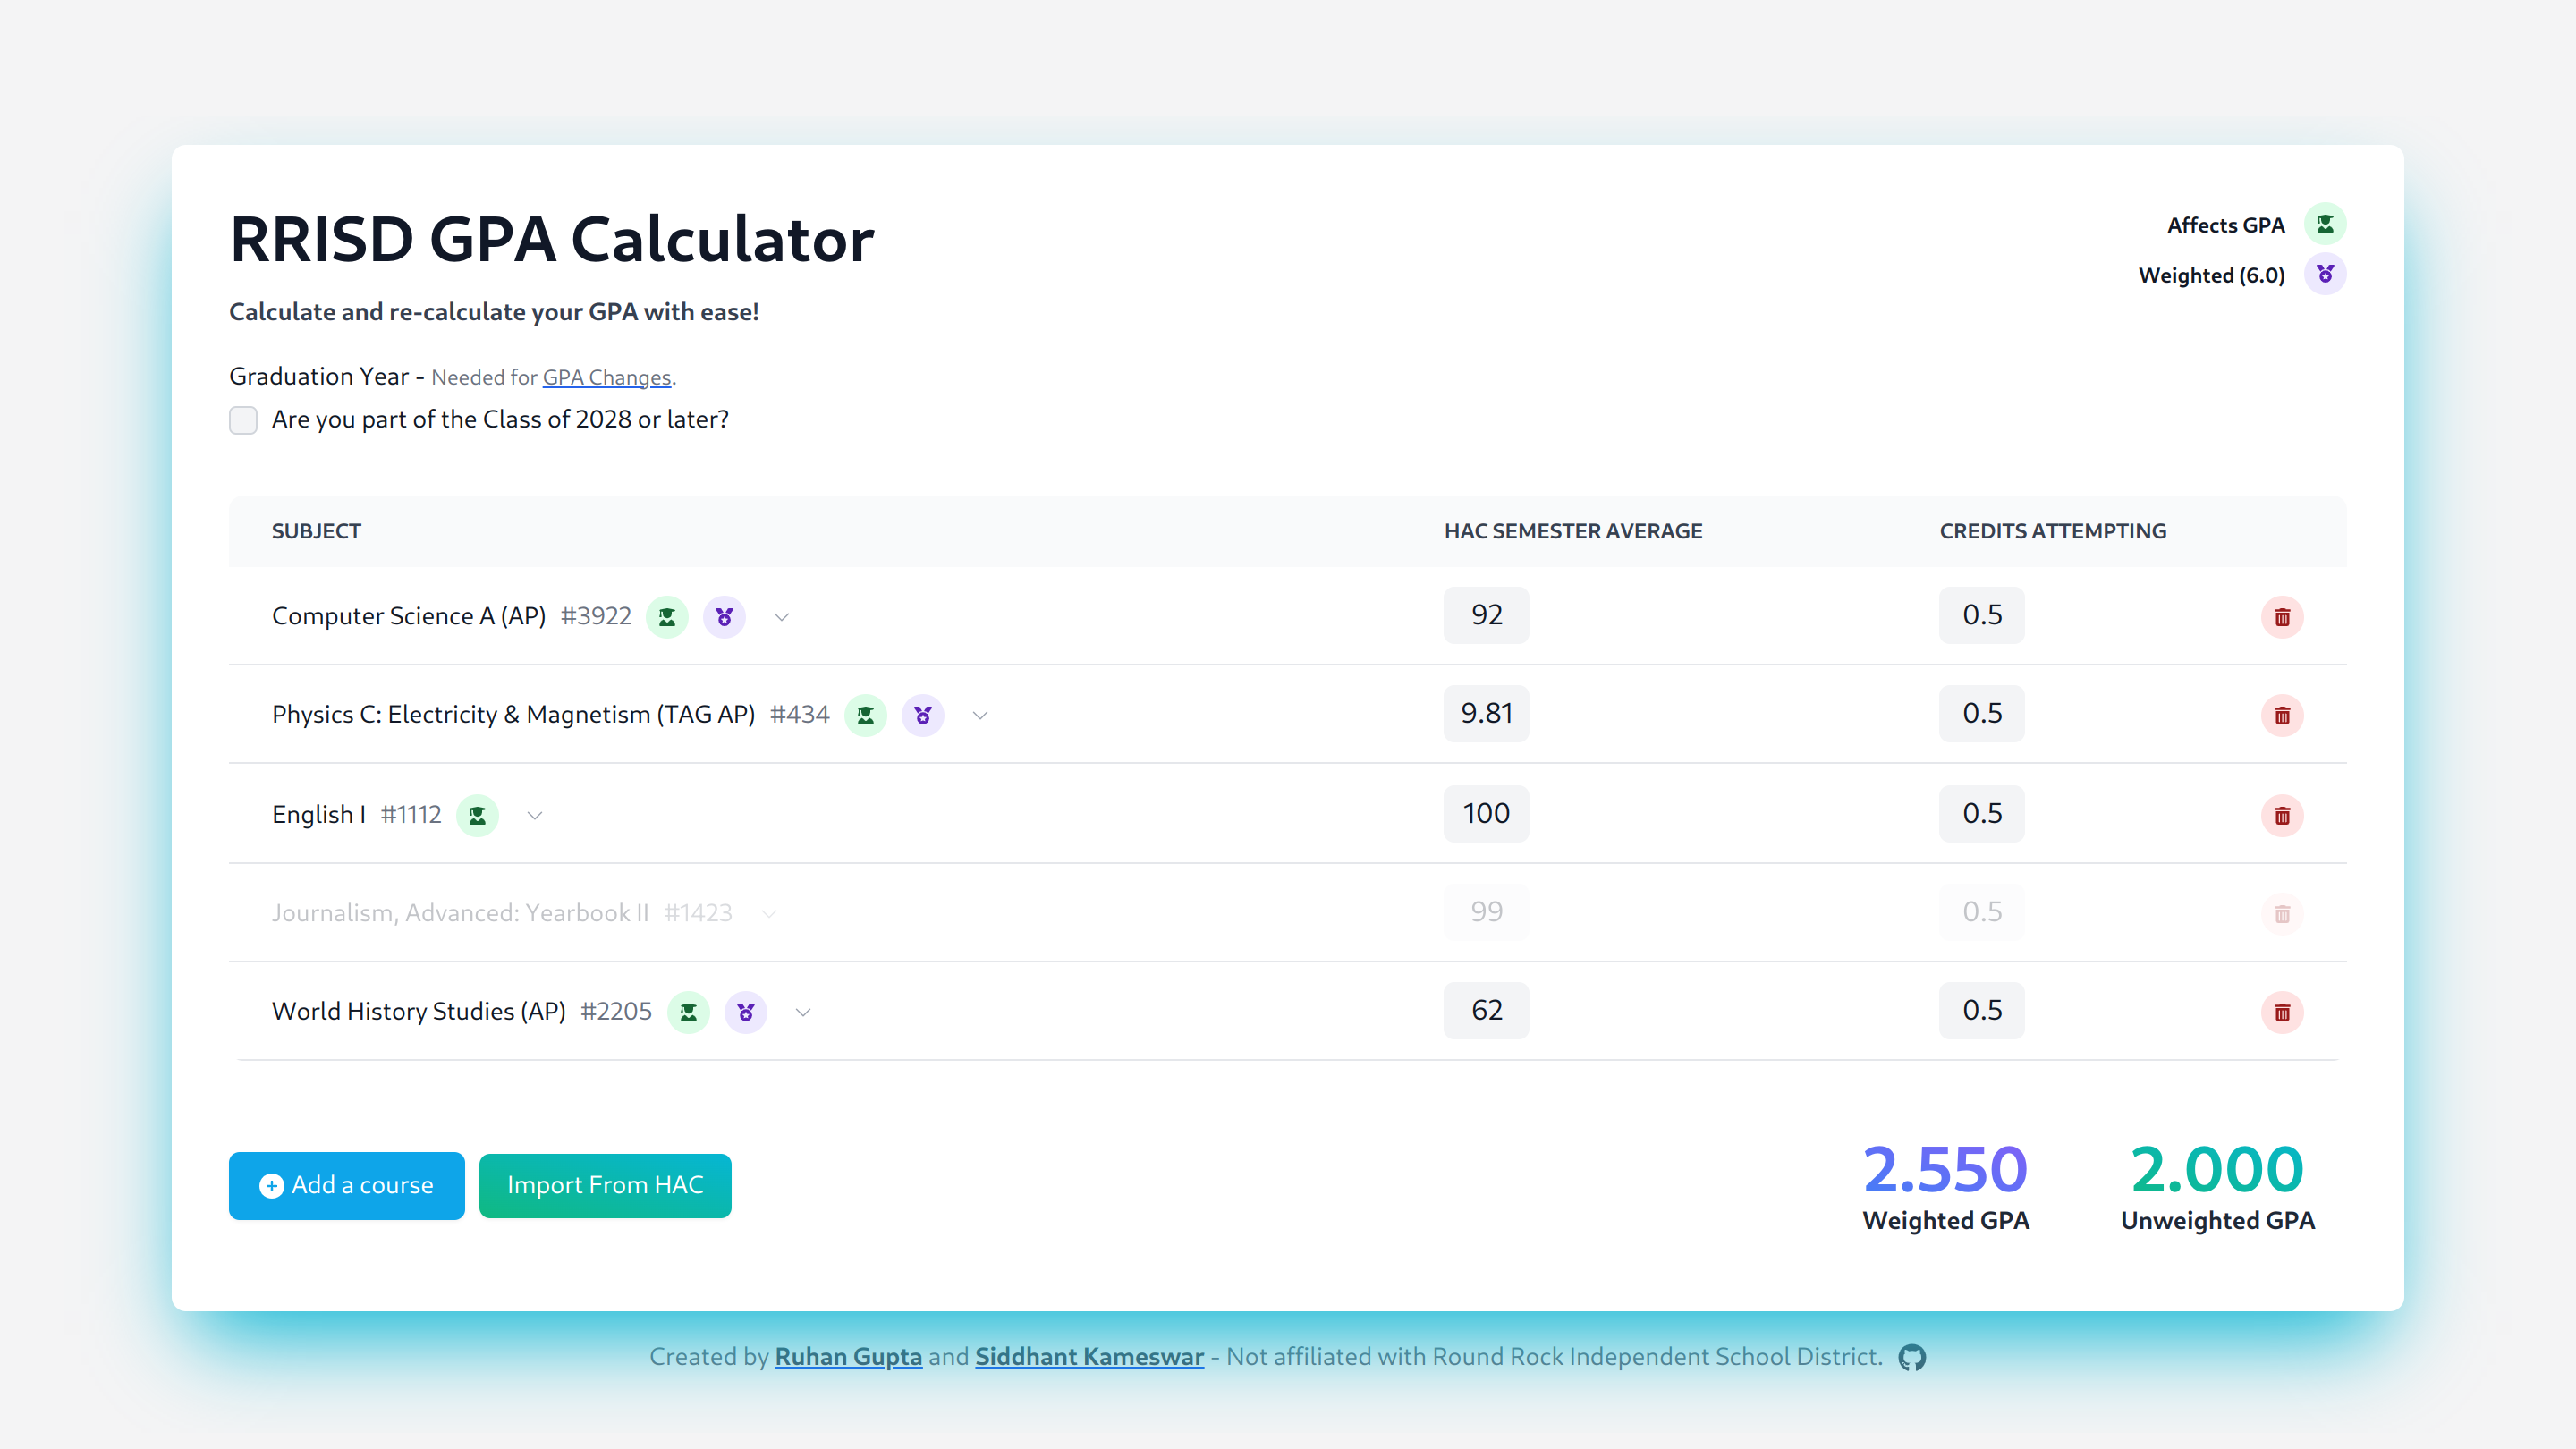 RRISD GPA Calculator
Affects GPA
Weighted (6.0)
Calculate and re-calculate your GPA with ease!
Graduation Year - Needed for GPA Changes.
Are you part of the Class of 2028 or later?
SUBJECT HAC SEMESTER AVERAGE CREDITS ATTEMPTING
Computer Science A (AP) #3922 92 0.5
Physics C: Electricity & Magnetism (TAG AP) #434 9.81 0.5
English I #1112 100 0.5
Journalism, Advanced: Yearbook II #1423 99 0.5
World History Studies (AP) #2205 62 0.5
Add a course Import From HAC
2.550 2.000
Weighted GPA Unweighted GPA
Created by Ruhan Gupta and Siddhant Kameswar - Not affiliated with Round Rock Independent School District.